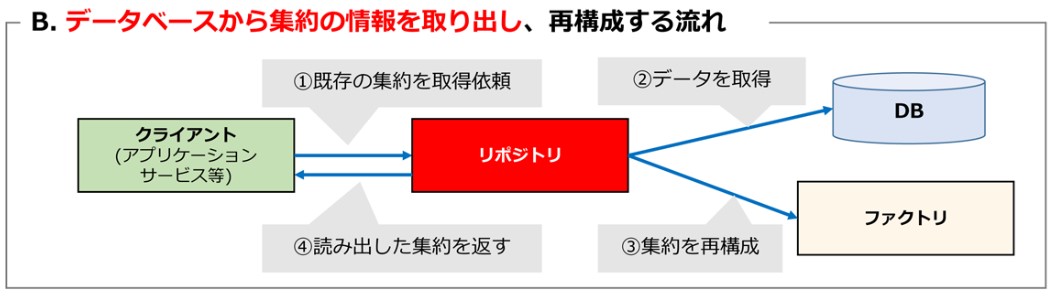 B. データベースから集約の情報を取り出し、再構成する流れ
①既存の集約を取得依頼
②データを取得
DB
クライアント
(アプリケーション
サービス等)
リポジトリ
ファクトリ
④読み出した集約を返す
③集約を再構成